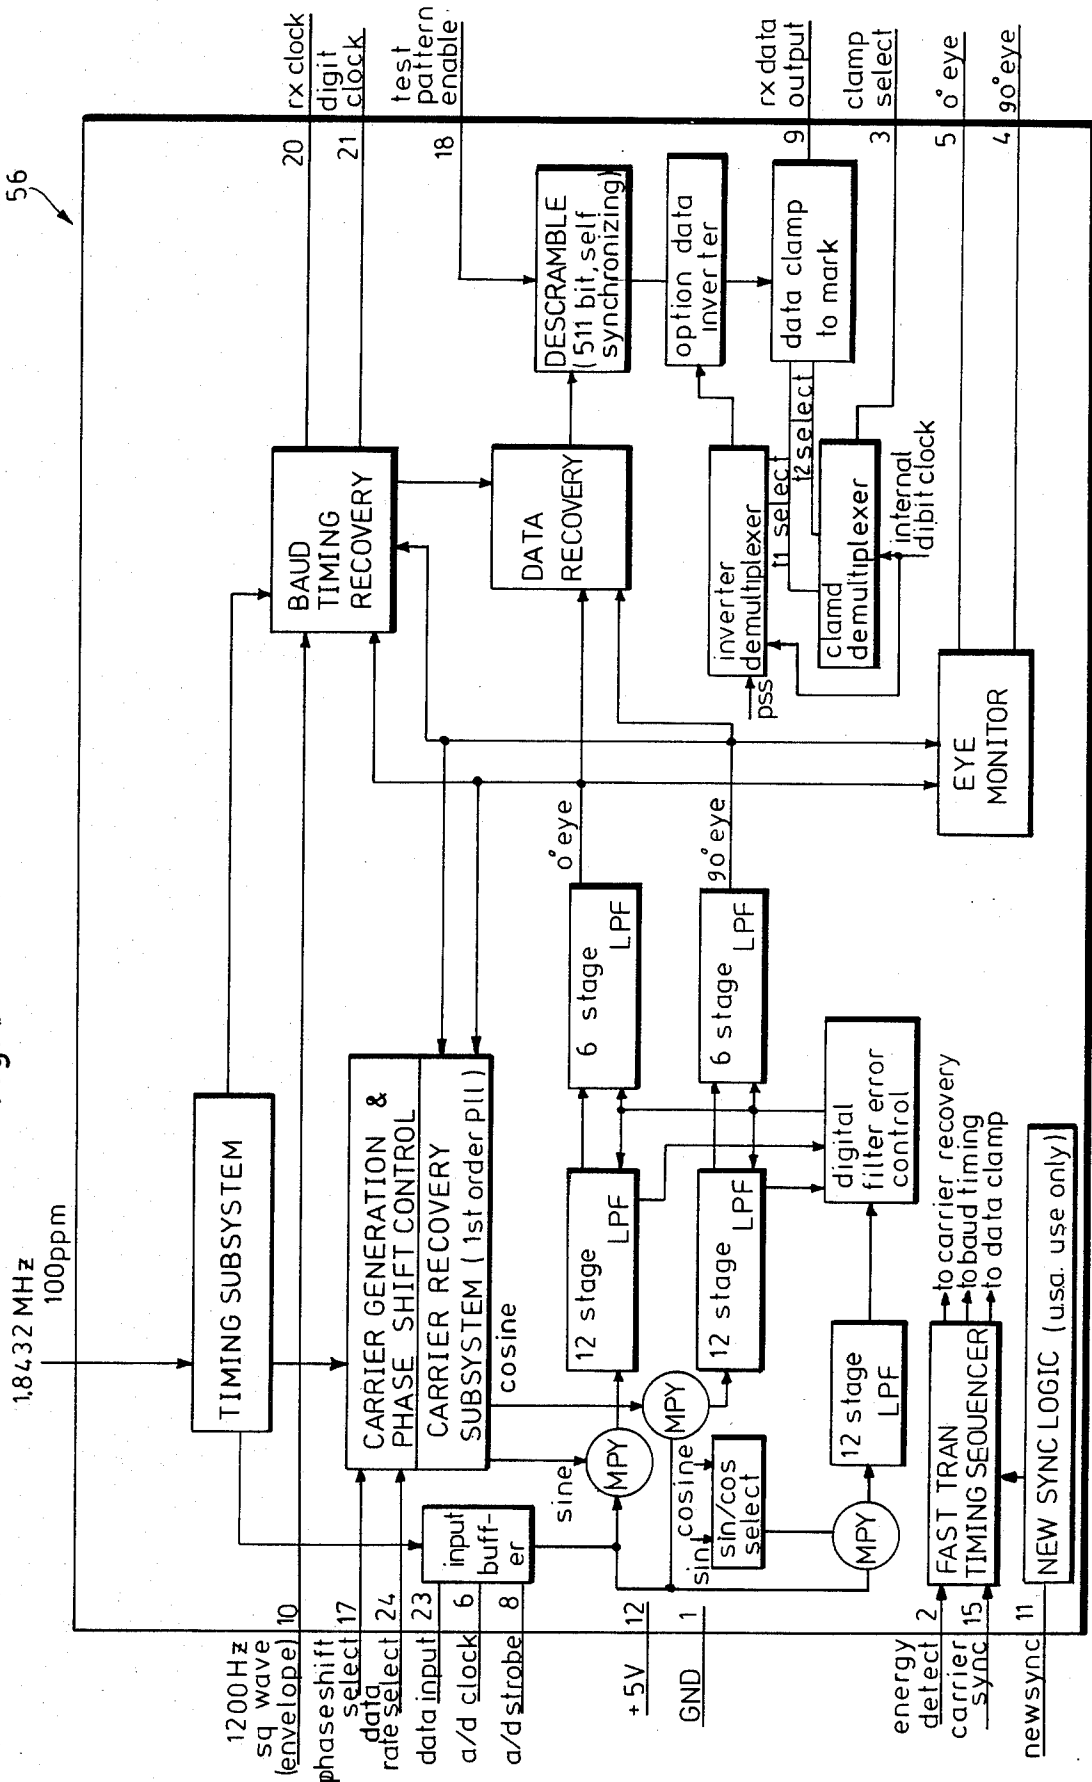 56
1.8432 MHz
100ppm
1200Hz
sq wave
(envelope) 10
phaseshift
select 17
data
rateselect 24
data input 23
a/d clock 6
a/d strobe 8
+5V 12
GND 1
energy
detect 2
carrier
sync 15
newsync 11
TIMING SUBSYSTEM
CARRIER GENERATION &
PHASE SHIFT CONTROL
CARRIER RECOVERY
SUBSYSTEM (1st order pll)
input
buff-
er
sine
cosine
MPY
MPY
sin
cosine
sin/cos
select
MPY
12 stage
LPF
12 stage
LPF
12 stage
LPF
6 stage
LPF
6 stage
LPF
digital
filter error
control
FAST TRAN
TIMING SEQUENCER
to carrier recovery
to baud timing
to data clamp
NEW SYNC LOGIC (u.s.a. use only)
0° eye
90° eye
BAUD
TIMING
RECOVERY
DATA
RECOVERY
DESCRAMBLE
(511 bit, self
synchronizing)
option data
inverter
data clamp
to mark
inverter
demultiplexer
pss
t1 select
t2 select
clamd
demultiplexer
internal
dibit clock
EYE
MONITOR
20 rx clock
21 digit
clock
18 test
pattern
enable
9 rx data
output
3 clamp
select
5 0° eye
4 90° eye